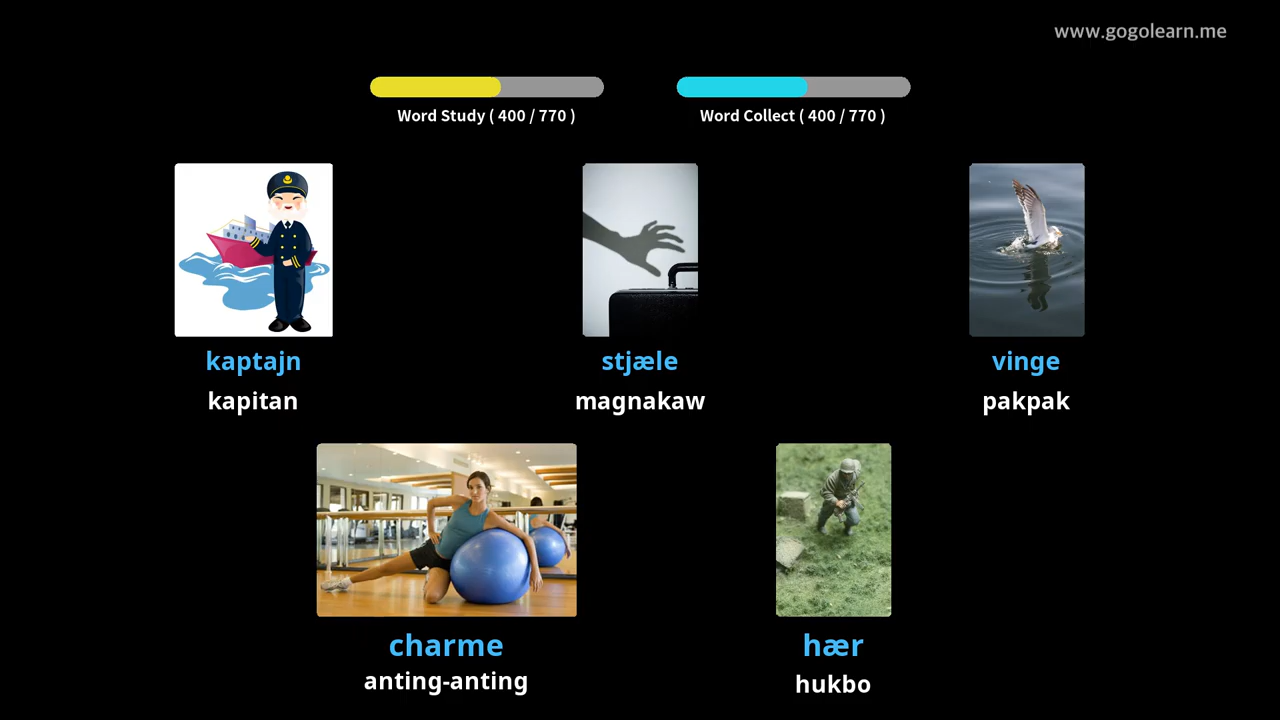 www.gogolearn.me
Word Study ( 400 / 770 )
Word Collect ( 400 / 770 )
kaptajn
kapitan
stjæle
magnakaw
vinge
pakpak
charme
anting-anting
hær
hukbo